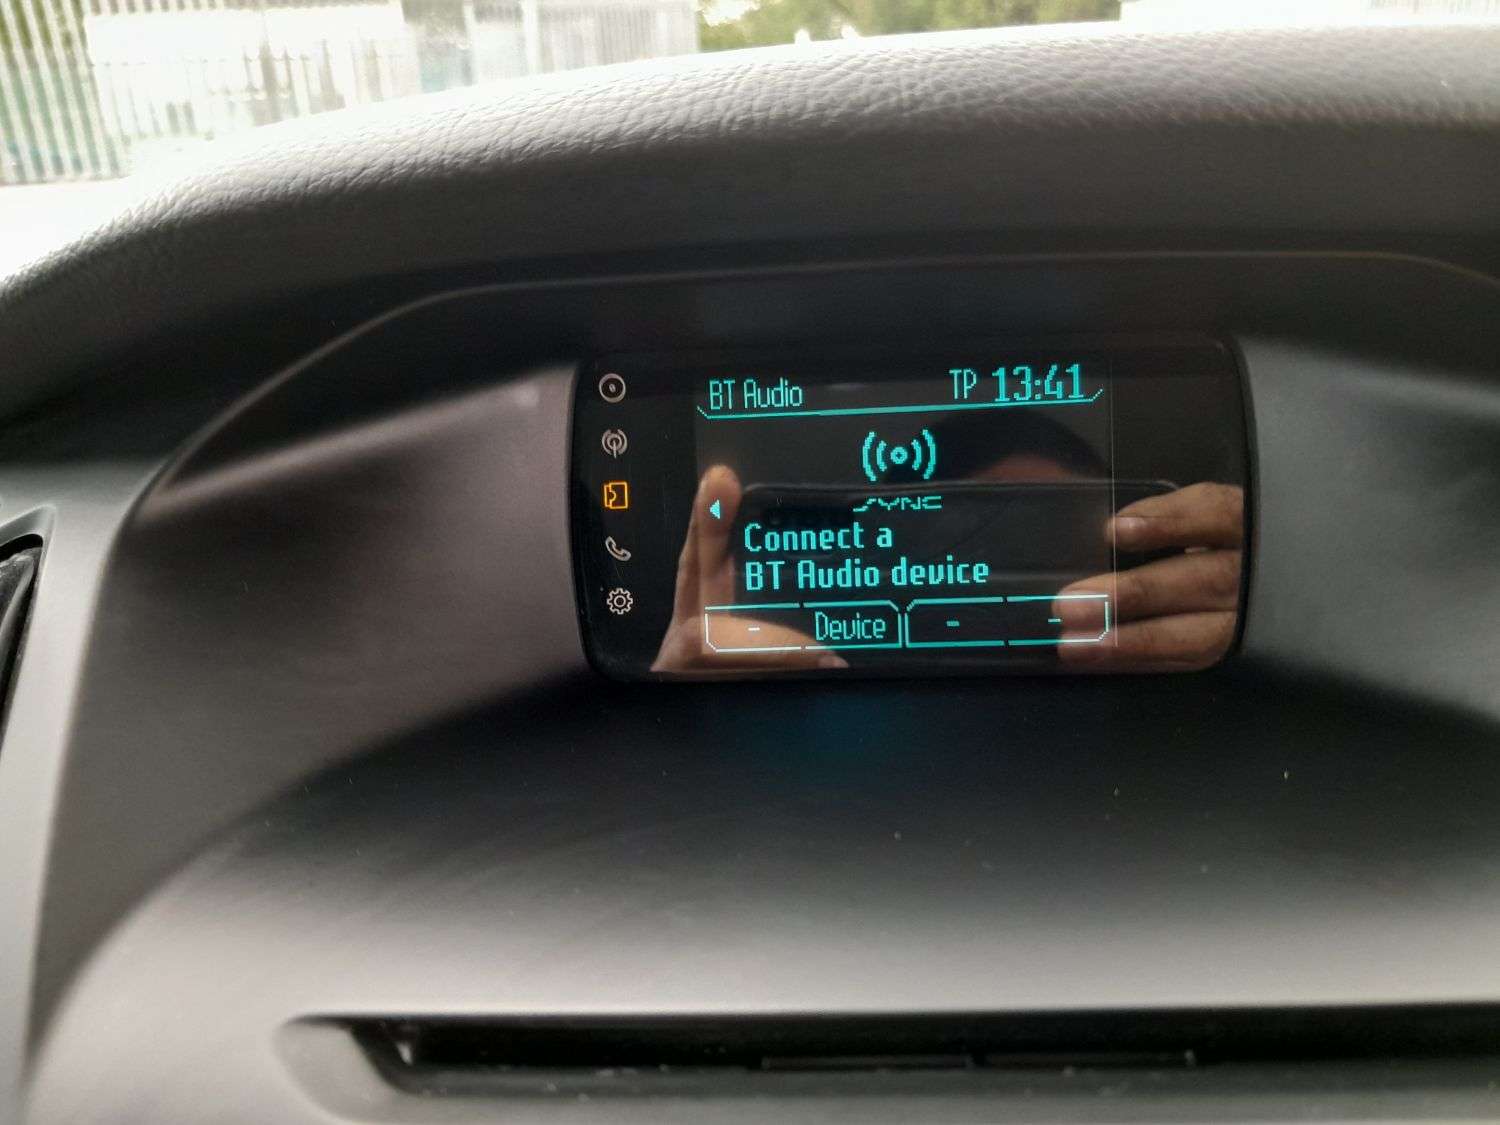 BT Audio TP 13:41
SYNC
Connect a
BT Audio device
- Device - -